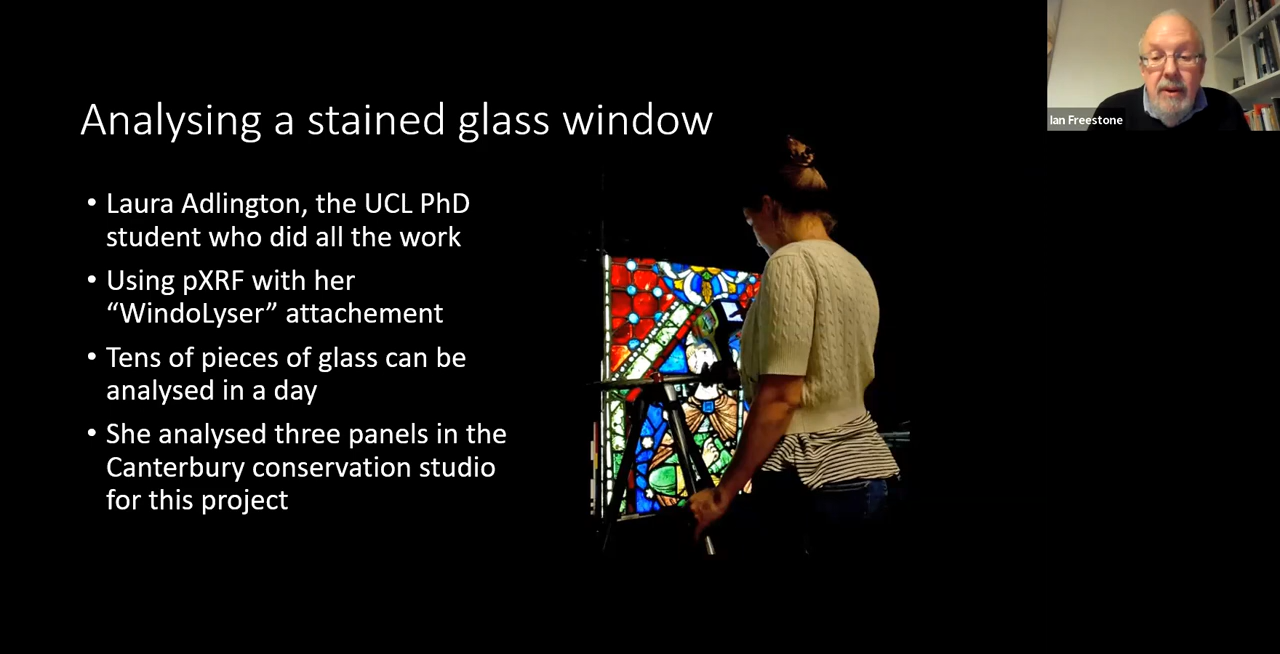 Ian Freestone
Analysing a stained glass window
• Laura Adlington, the UCL PhD
student who did all the work
• Using pXRF with her
“WindoLyser” attachement
• Tens of pieces of glass can be
analysed in a day
• She analysed three panels in the
Canterbury conservation studio
for this project